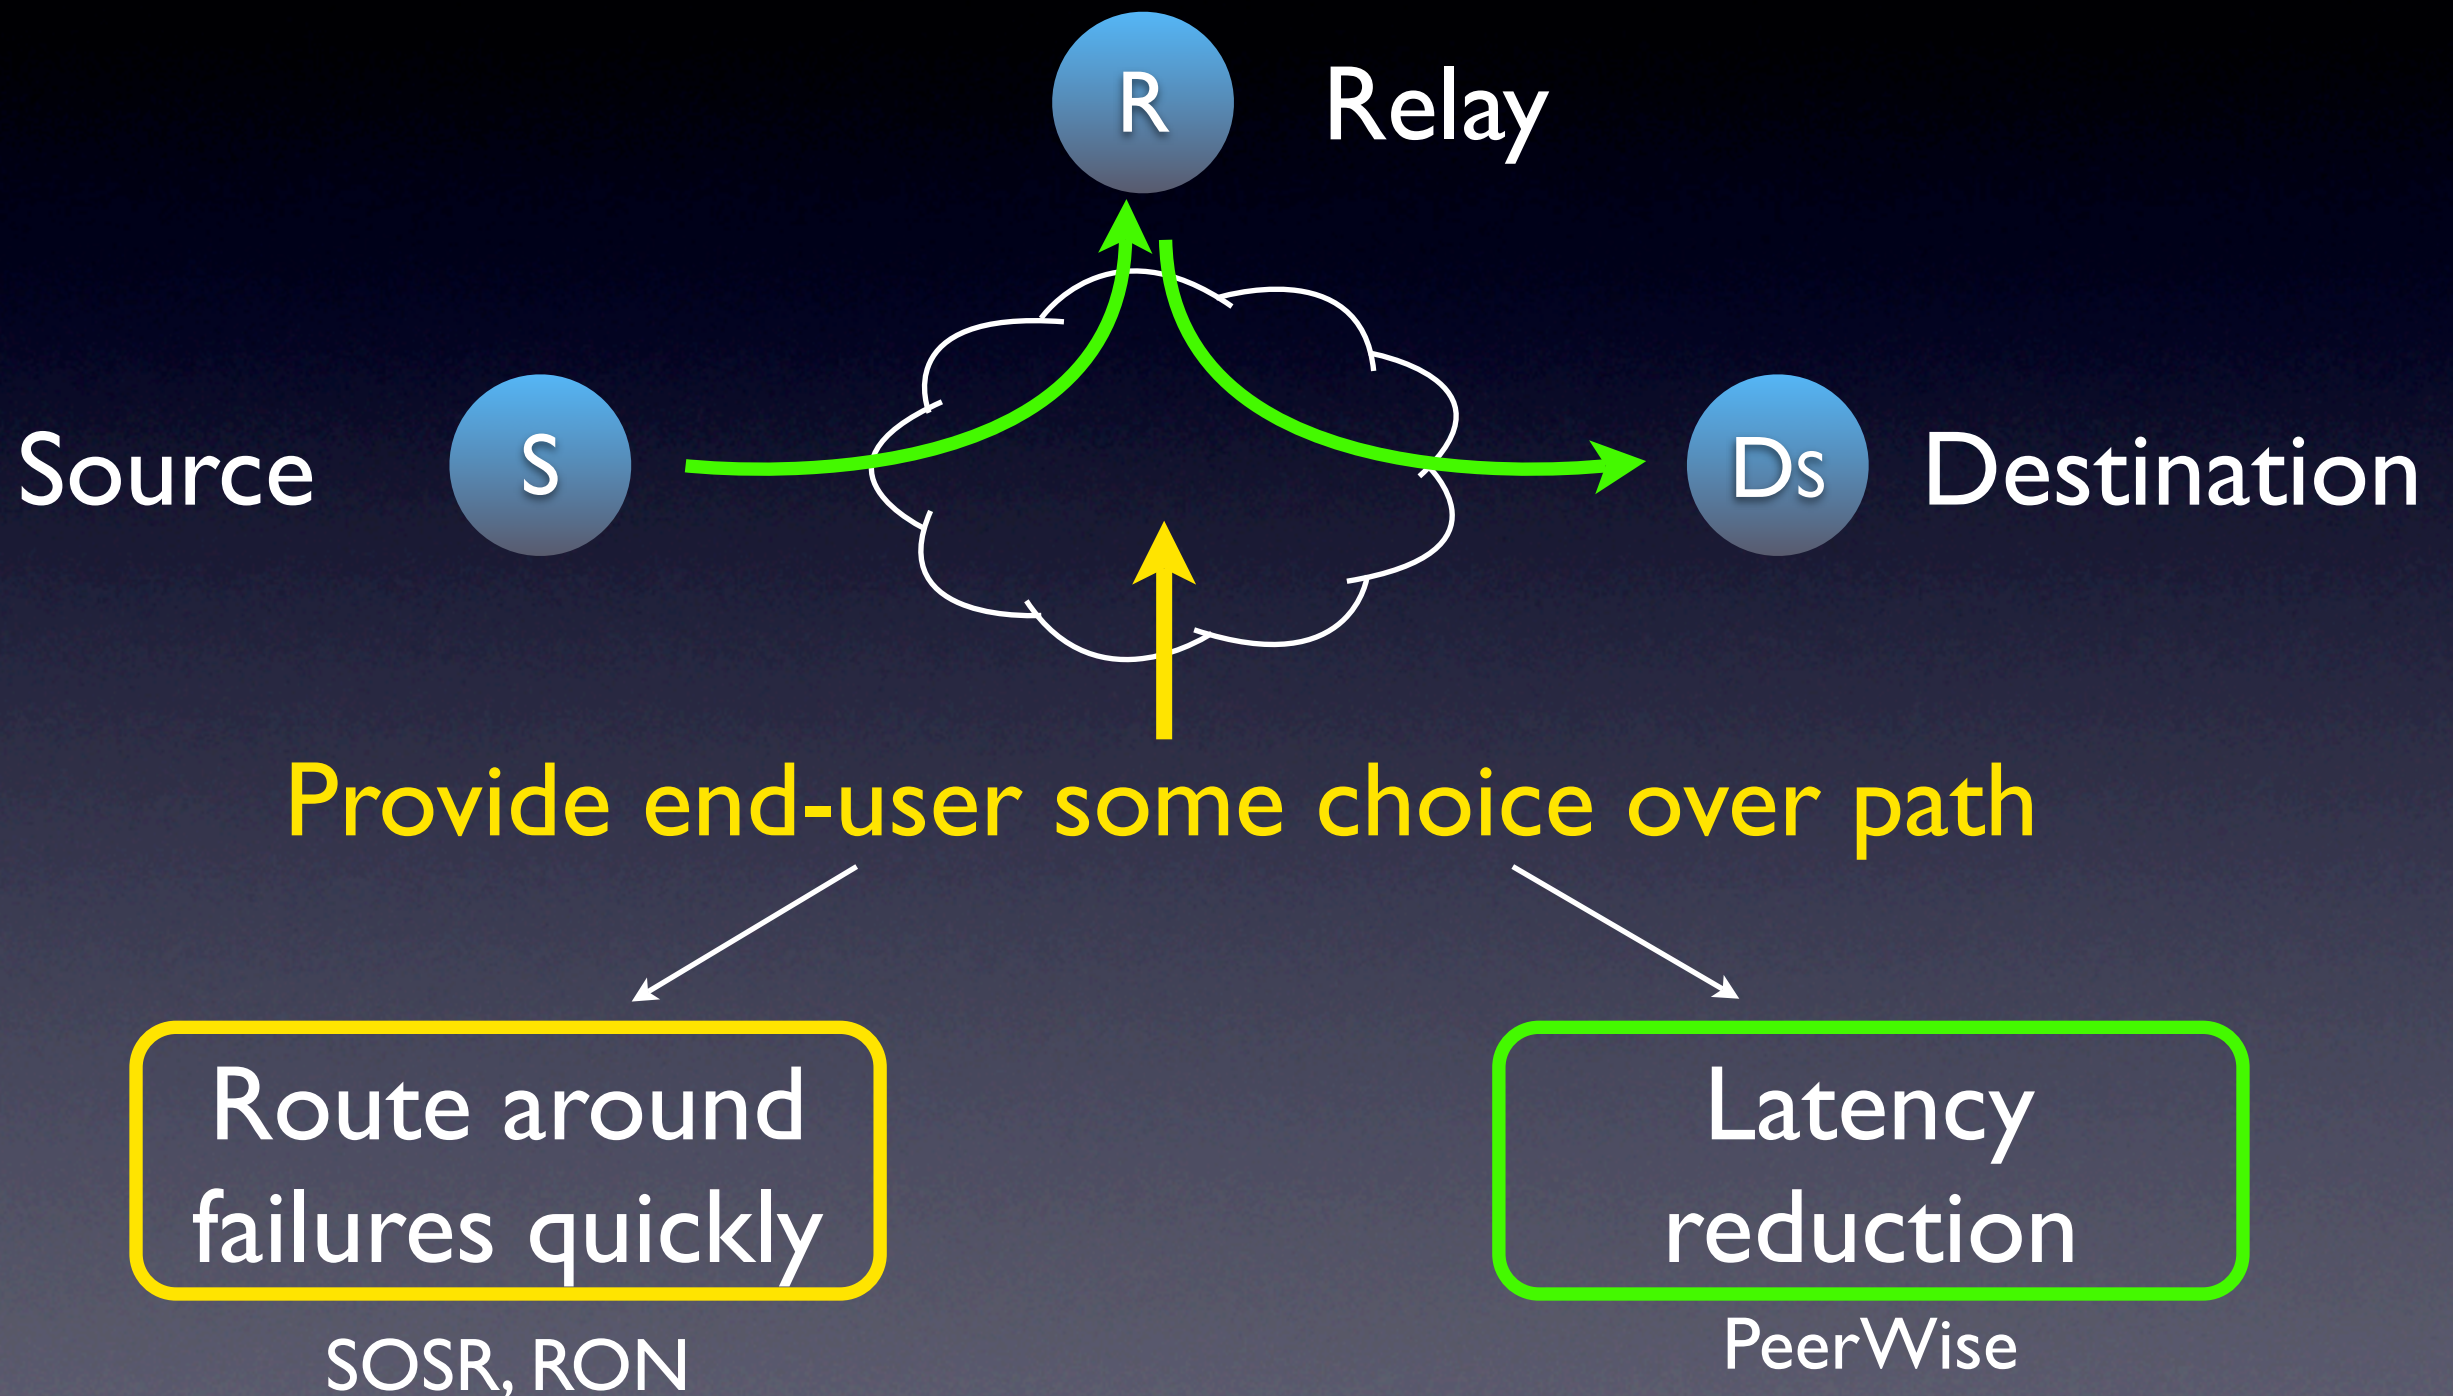 R Relay
Source S Ds Destination
Provide end-user some choice over path
Route around
failures quickly
Latency
reduction
SOSR, RON
PeerWise